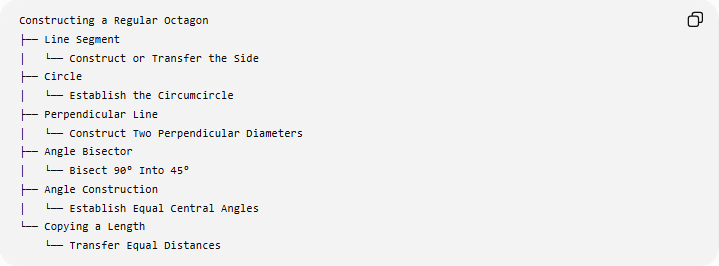 Constructing a Regular Octagon
├── Line Segment
│   └── Construct or Transfer the Side
├── Circle
│   └── Establish the Circumcircle
├── Perpendicular Line
│   └── Construct Two Perpendicular Diameters
├── Angle Bisector
│   └── Bisect 90° Into 45°
├── Angle Construction
│   └── Establish Equal Central Angles
└── Copying a Length
    └── Transfer Equal Distances